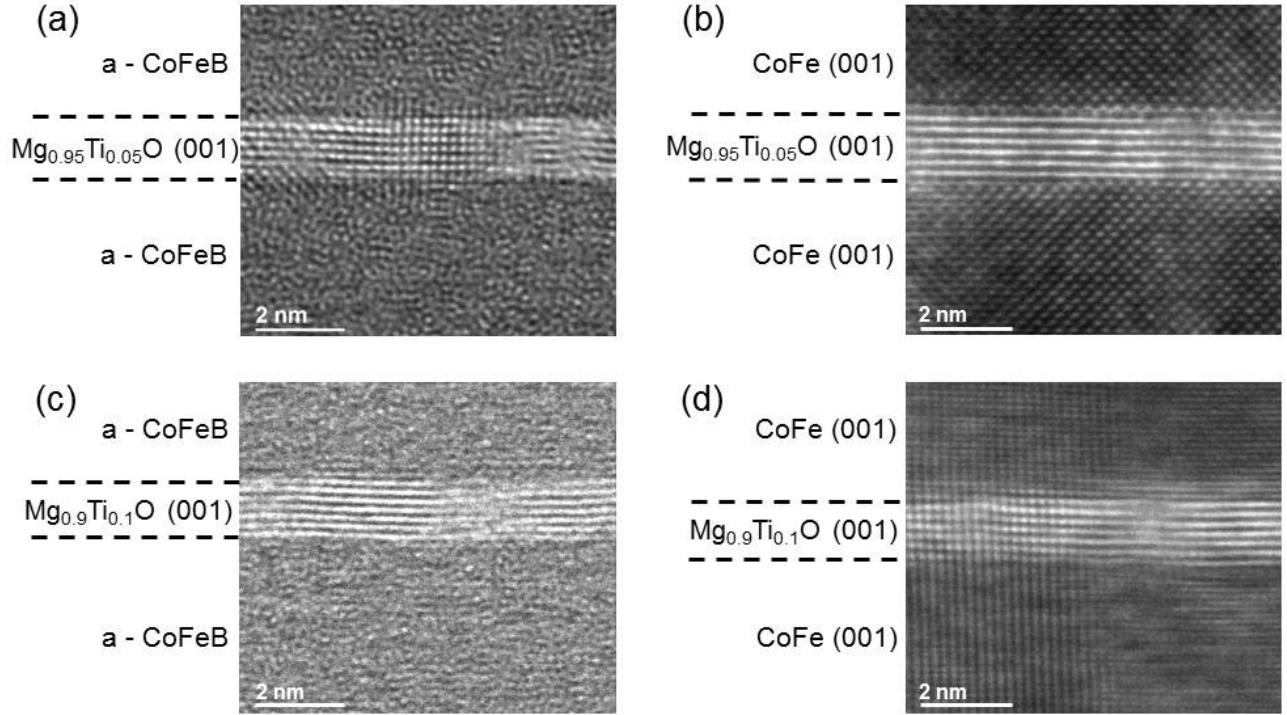 (a)
a - CoFeB
Mg0.95Ti0.05O (001)
a - CoFeB
2 nm
(b)
CoFe (001)
Mg0.95Ti0.05O (001)
CoFe (001)
2 nm
(c)
a - CoFeB
Mg0.9Ti0.1O (001)
a - CoFeB
2 nm
(d)
CoFe (001)
Mg0.9Ti0.1O (001)
CoFe (001)
2 nm